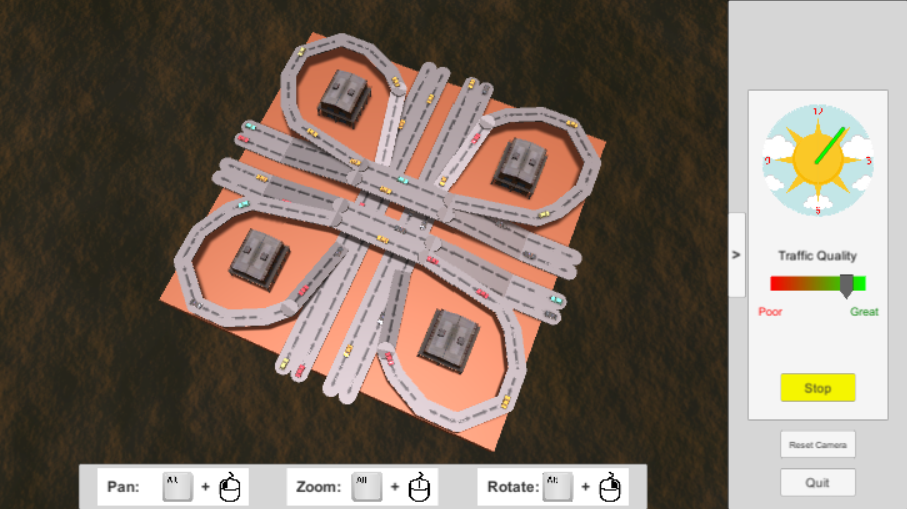 12
9
3
6
Traffic Quality
>
Poor
Great
Stop
Reset Camera
Quit
Pan: Alt +
Zoom: Alt +
Rotate: Alt +